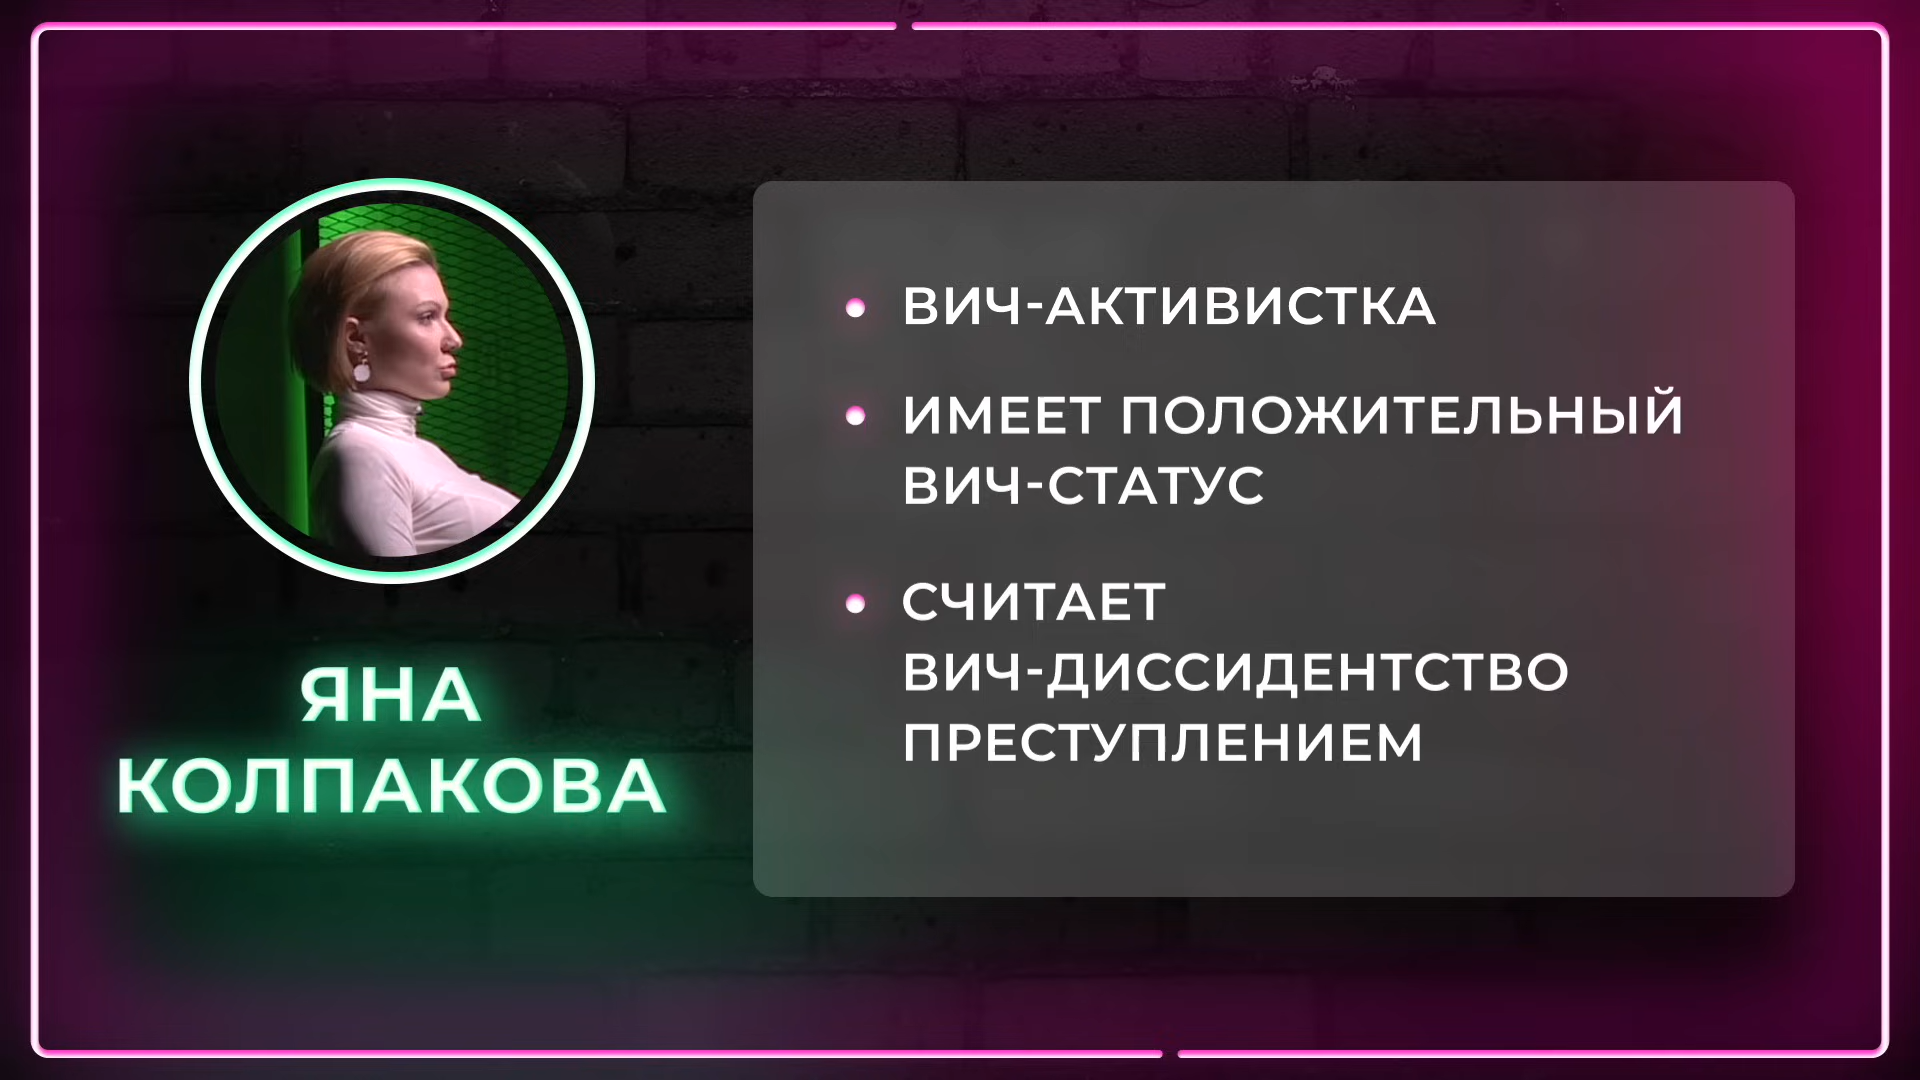 ЯНА
КОЛПАКОВА
ВИЧ-АКТИВИСТКА
ИМЕЕТ ПОЛОЖИТЕЛЬНЫЙ
ВИЧ-СТАТУС
СЧИТАЕТ
ВИЧ-ДИССИДЕНТСТВО
ПРЕСТУПЛЕНИЕМ